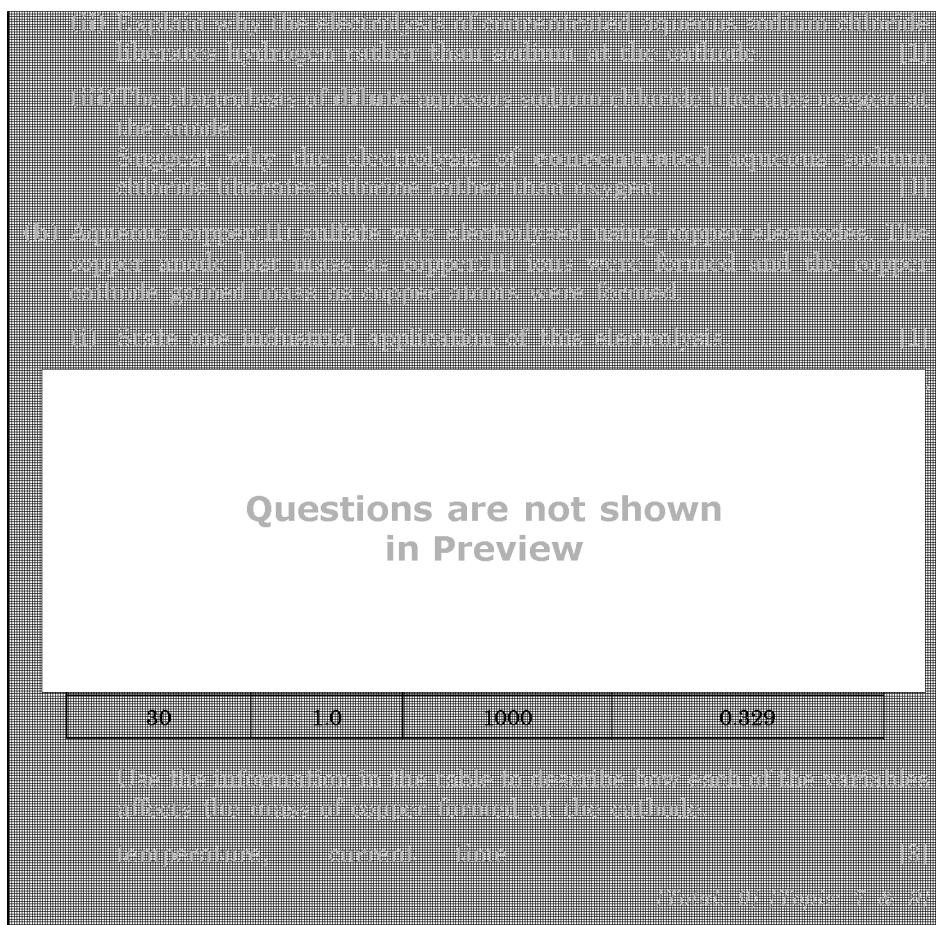 (ii) Explain why the electrolysis of concentrated aqueous sodium chloride
liberates hydrogen rather than sodium at the cathode. [1]
(iii) The electrolysis of dilute aqueous sodium chloride liberates oxygen at
the anode.
Suggest why the electrolysis of concentrated aqueous sodium
chloride liberates chlorine rather than oxygen. [1]
(b) Aqueous copper(II) sulfate was electrolysed using copper electrodes. The
copper anode lost mass as copper(II) ions were formed and the copper
cathode gained mass as copper atoms were formed.
(i) State one industrial application of this electrolysis. [1]
Questions are not shown
in Preview
30 1.0 1000 0.329
Use the information in the table to describe how each of the variables
affects the mass of copper formed at the cathode.
temperature, current, time [3]